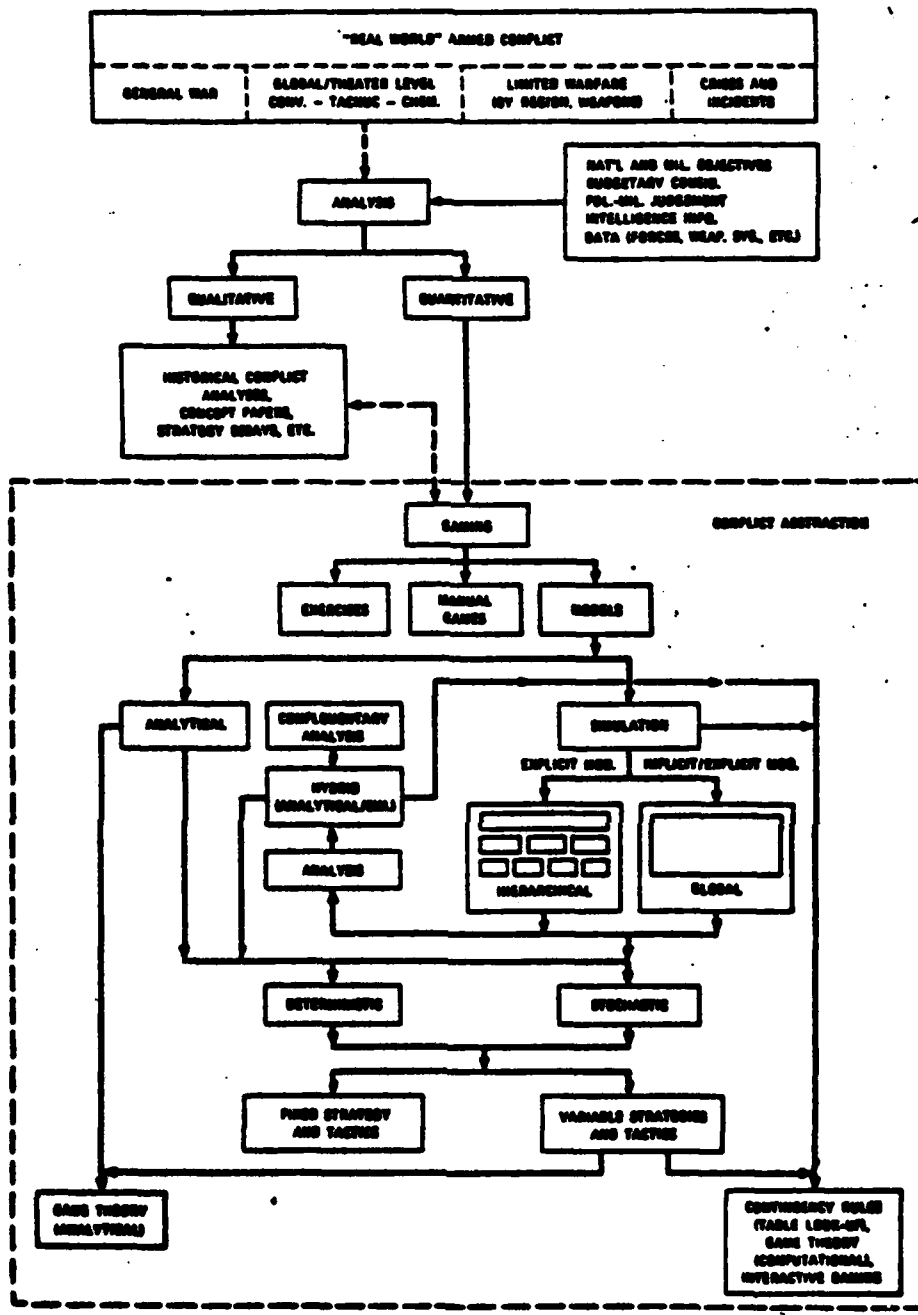 "REAL WORLD" ARMED CONFLICT
GENERAL WAR
GLOBAL/THEATER LEVEL
CONV. - TACNUC - CHEM.
LIMITED WARFARE
(BY REGION, WEAPONS)
CRISES AND
INCIDENTS
NAT'L AND MIL. OBJECTIVES
BUDGETARY CONSID.
POL.-MIL. JUDGEMENT
INTELLIGENCE INFO.
DATA (FORCES, WEAP. SYS., ETC.)
ANALYSIS
QUALITATIVE
QUANTITATIVE
HISTORICAL CONFLICT
ANALYSES,
CONCEPT PAPERS,
STRATEGY ESSAYS, ETC.
GAMING
CONFLICT ABSTRACTION
EXERCISES
MANUAL
GAMES
MODELS
ANALYTICAL
COMPLEMENTARY
ANALYSIS
SIMULATION
EXPLICIT MOD.
IMPLICIT/EXPLICIT MOD.
HYBRID
(ANALYTICAL/SIM.)
ANALYSIS
HIERARCHICAL
GLOBAL
DETERMINISTIC
STOCHASTIC
FIXED STRATEGY
AND TACTICS
VARIABLE STRATEGIES
AND TACTICS
GAME THEORY
(ANALYTICAL)
CONTINGENCY RULES
(TABLE LOOK-UP),
GAME THEORY
(COMPUTATIONAL),
INTERACTIVE GAMING